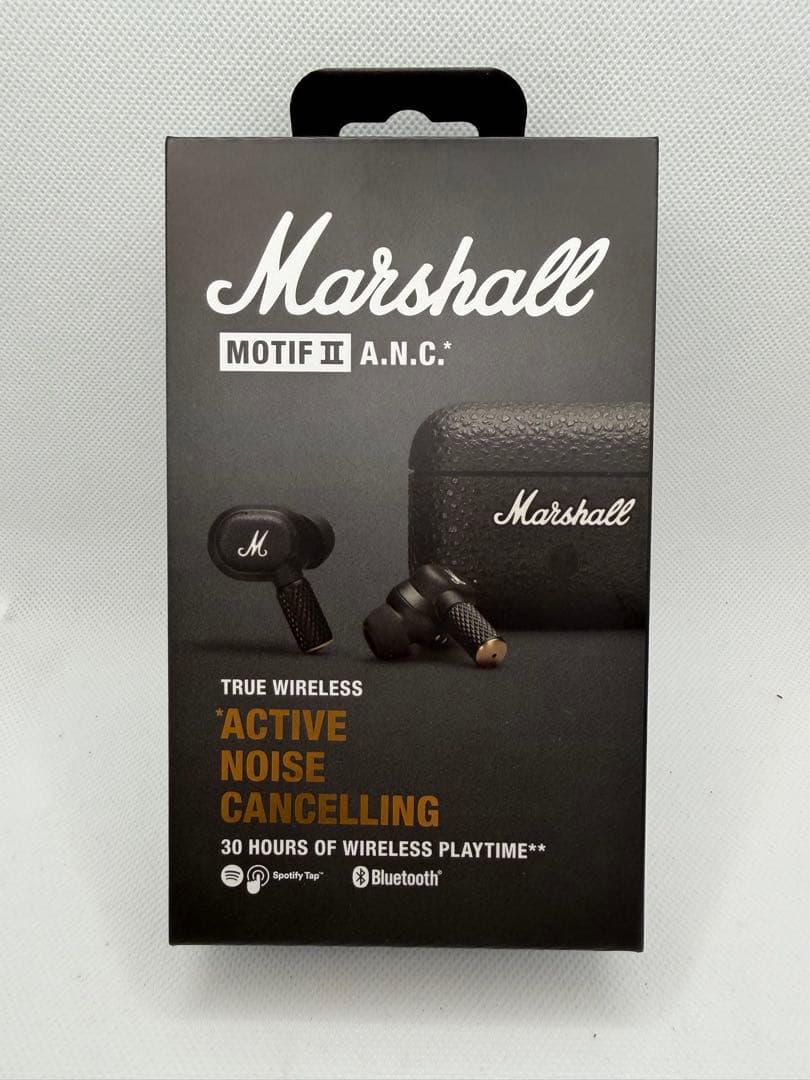 Marshall
MOTIF II A.N.C.*
Marshall
M
TRUE WIRELESS
*ACTIVE
NOISE
CANCELLING
30 HOURS OF WIRELESS PLAYTIME**
Spotify Tap™ Bluetooth®